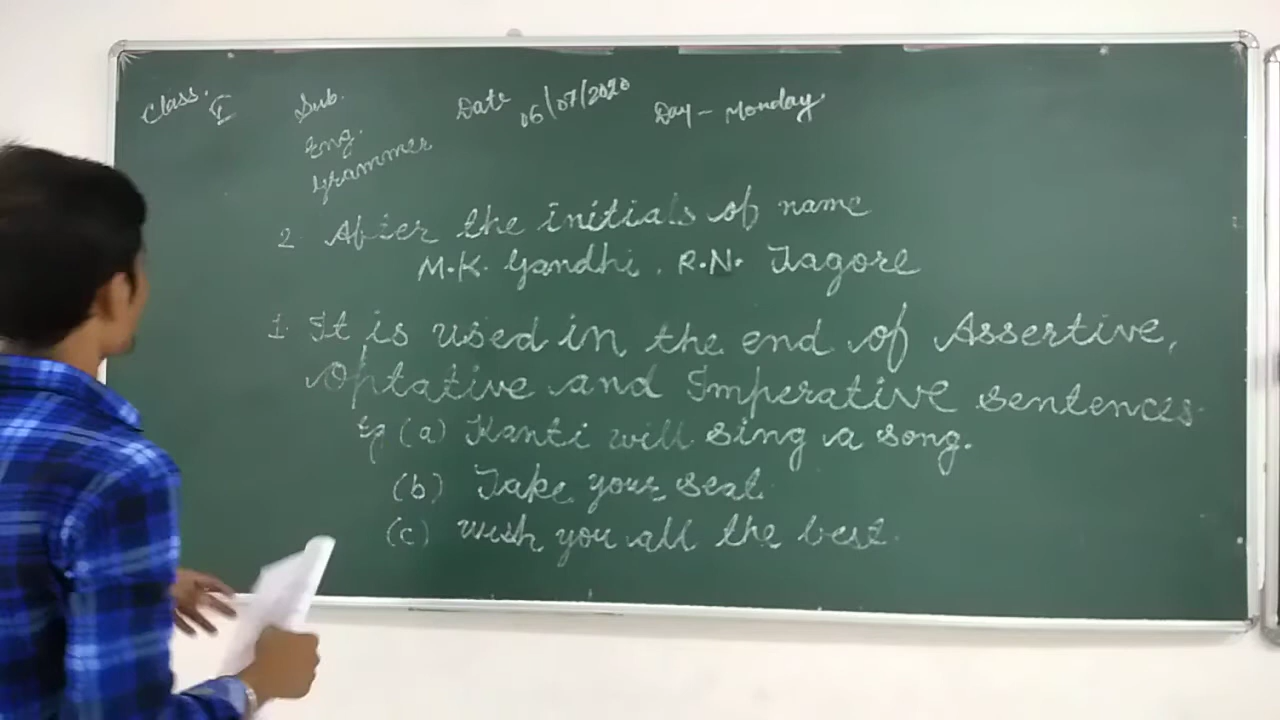 Class. I Sub. Date 06/07/2020 Day - Monday.
Eng.
Grammer
2. After the initials of name
M.K. Gandhi, R.N. Tagore
1. It is used in the end of Assertive,
Optative and Imperative sentences.
Eg (a) Kanti will sing a song.
(b) Take your seat.
(c) Wish you all the best.